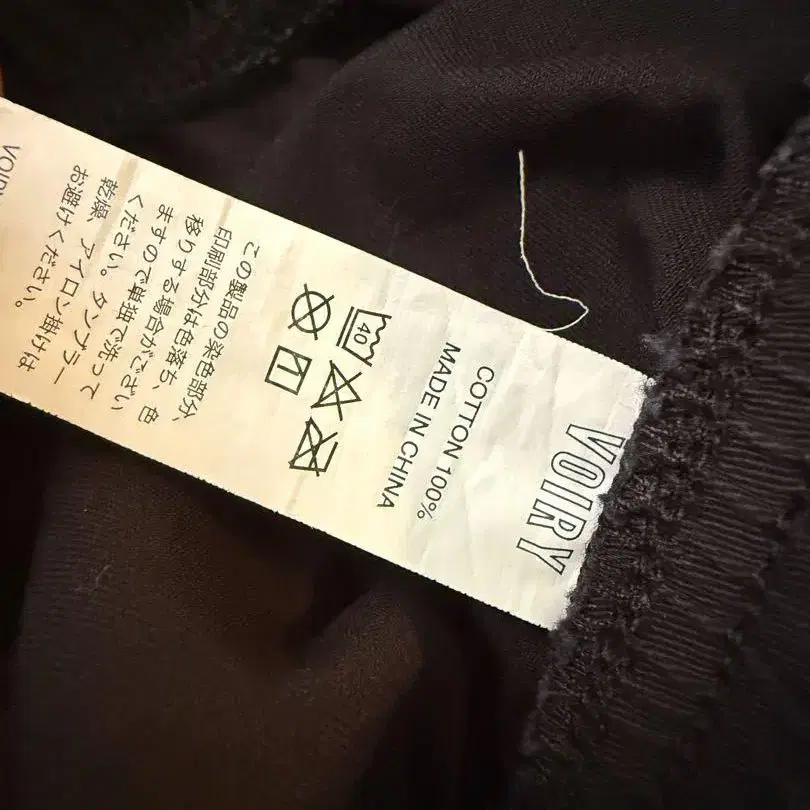 VOIRY
COTTON 100%
MADE IN CHINA
40
この製品の染色部分、
印刷部分は色落ち、色
移りする場合がござい
ますので単独で洗って
ください。タンブラー
乾燥、アイロン掛けは
お避けください。
VOIRY